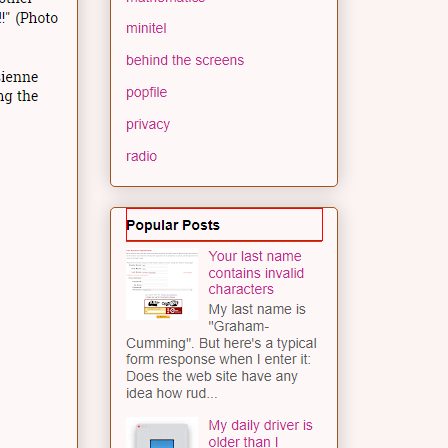 !!" (Photo
ienne
ng the
mathematics
minitel
behind the screens
popfile
privacy
radio
Popular Posts
Your last name
contains invalid
characters
My last name is
"Graham-
Cumming". But here's a typical
form response when I enter it:
Does the web site have any
idea how rud...
My daily driver is
older than I